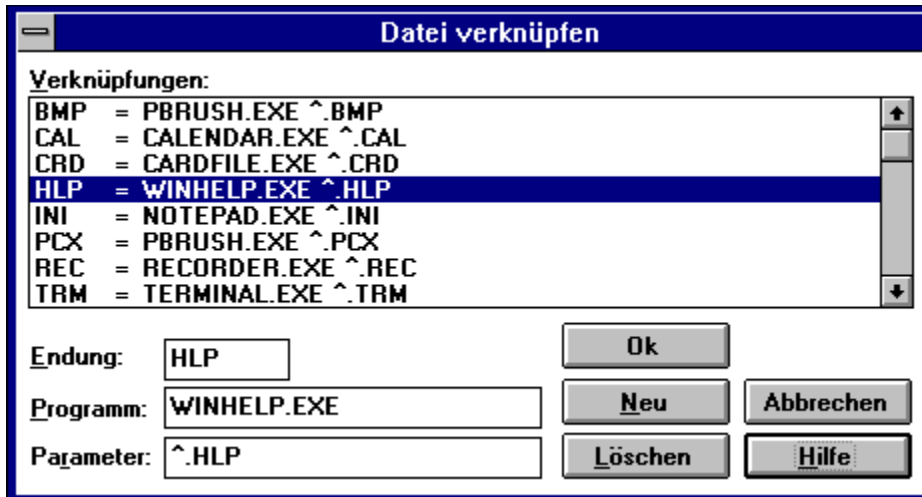 Datei verknüpfen
Verknüpfungen:
BMP = PBRUSH.EXE ^.BMP
CAL = CALENDAR.EXE ^.CAL
CRD = CARDFILE.EXE ^.CRD
HLP = WINHELP.EXE ^.HLP
INI = NOTEPAD.EXE ^.INI
PCX = PBRUSH.EXE ^.PCX
REC = RECORDER.EXE ^.REC
TRM = TERMINAL.EXE ^.TRM
Endung: HLP
Ok
Programm: WINHELP.EXE
Neu Abbrechen
Parameter: ^.HLP
Löschen Hilfe